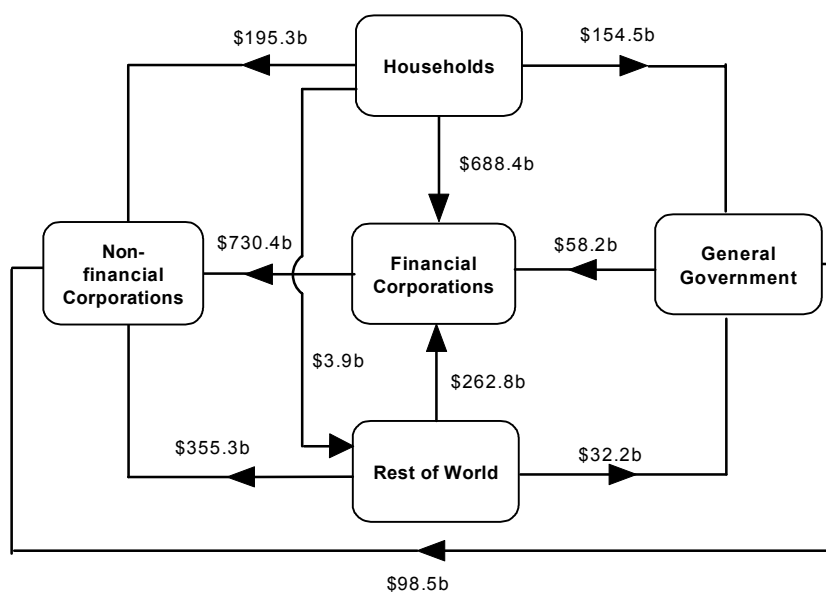 $195.3b
$154.5b
Households
$688.4b
Non-
financial
Corporations
$730.4b
Financial
Corporations
$58.2b
General
Government
$3.9b
$262.8b
$355.3b
Rest of World
$32.2b
$98.5b